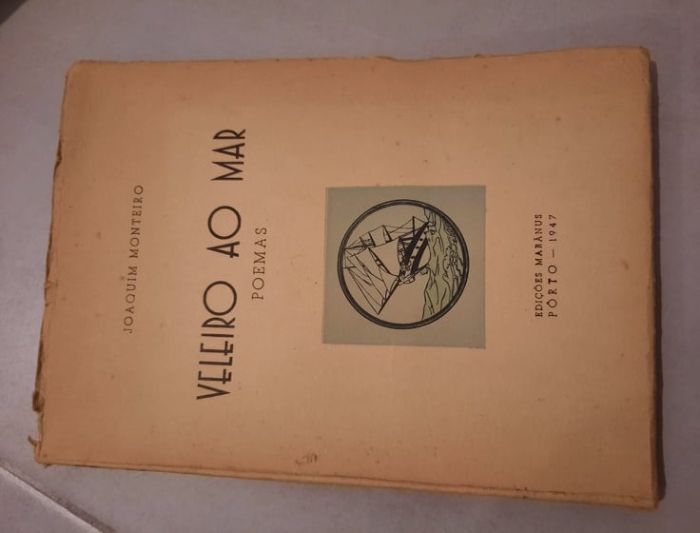 JOAQUIM MONTEIRO
VELEIRO AO MAR
POEMAS
EDIÇÕES MARÂNUS
PÔRTO — 1947